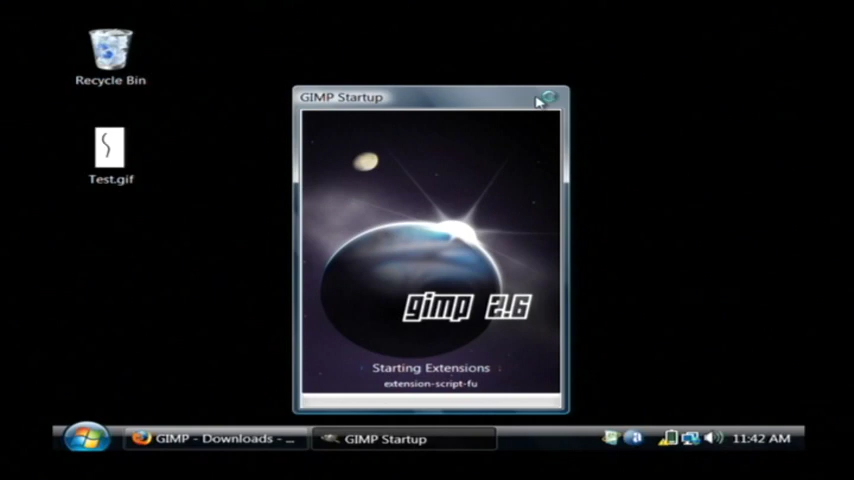 Recycle Bin
Test.gif
GIMP Startup
gimp 2.6
Starting Extensions
extension-script-fu
GIMP - Downloads - ...
GIMP Startup
11:42 AM